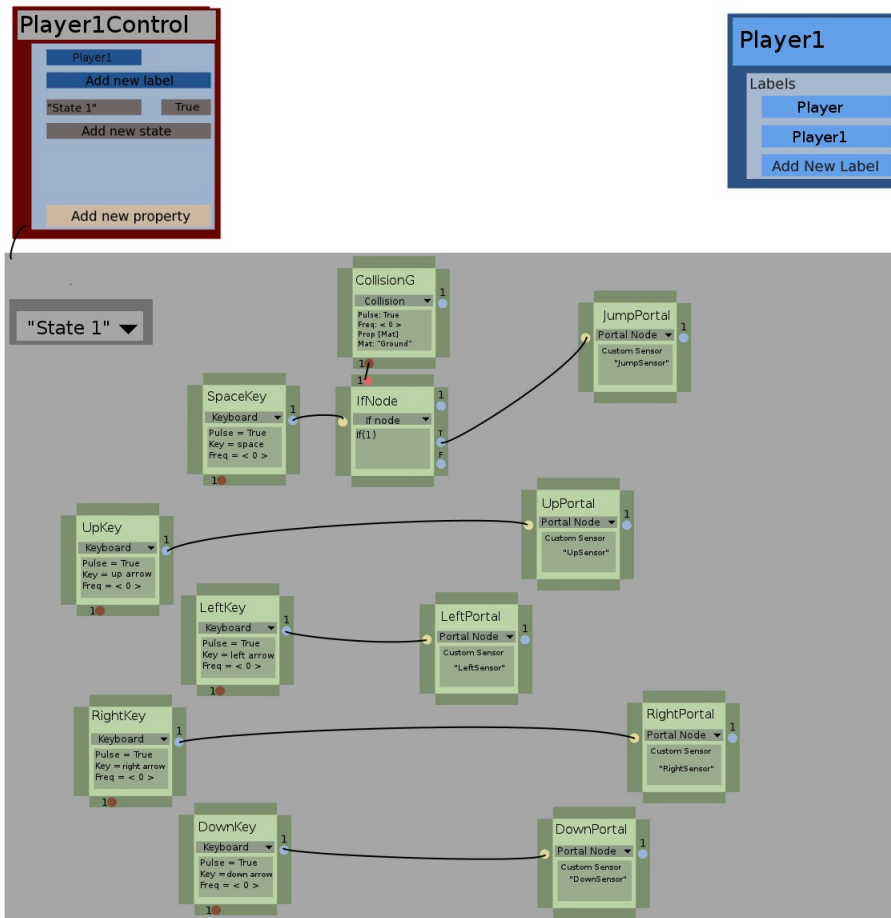 Player1Control
Player1
Add new label
"State 1" True
Add new state
Add new property
Player1
Labels
Player
Player1
Add New Label
"State 1"
CollisionG
Collision
1
Pulse: True
Freq: < 0 >
Prop [Mat]
Mat: "Ground"
1
JumpPortal
Portal Node
1
Custom Sensor
"JumpSensor"
SpaceKey
Keyboard
1
Pulse = True
Key = space
Freq = < 0 >
1
1
IfNode
If node
1
If(1)
T
F
UpPortal
Portal Node
1
Custom Sensor
"UpSensor"
UpKey
Keyboard
1
Pulse = True
Key = up arrow
Freq = < 0 >
1
LeftKey
Keyboard
1
Pulse = True
Key = left arrow
Freq = < 0 >
1
LeftPortal
Portal Node
1
Custom Sensor
"LeftSensor"
RightKey
Keyboard
1
Pulse = True
Key = right arrow
Freq = < 0 >
1
RightPortal
Portal Node
1
Custom Sensor
"RightSensor"
DownKey
Keyboard
1
Pulse = True
Key = down arrow
Freq = < 0 >
1
DownPortal
Portal Node
1
Custom Sensor
"DownSensor"